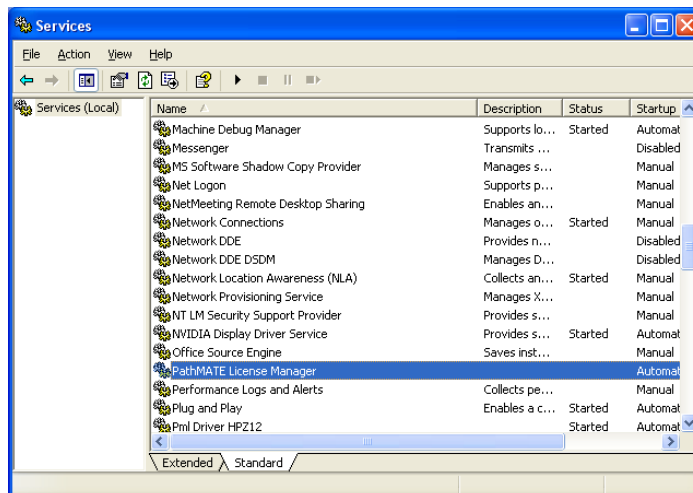 Services
File Action View Help
Services (Local)
Name Description Status Startup
Machine Debug Manager Supports lo... Started Automat
Messenger Transmits ... Disabled
MS Software Shadow Copy Provider Manages s... Manual
Net Logon Supports p... Manual
NetMeeting Remote Desktop Sharing Enables an... Manual
Network Connections Manages o... Started Manual
Network DDE Provides n... Disabled
Network DDE DSDM Manages D... Disabled
Network Location Awareness (NLA) Collects an... Started Manual
Network Provisioning Service Manages X... Manual
NT LM Security Support Provider Provides s... Manual
NVIDIA Display Driver Service Provides s... Started Automat
Office Source Engine Saves inst... Manual
PathMATE License Manager Automat
Performance Logs and Alerts Collects pe... Manual
Plug and Play Enables a c... Started Automat
Pml Driver HPZ12 Started Automat
Extended Standard